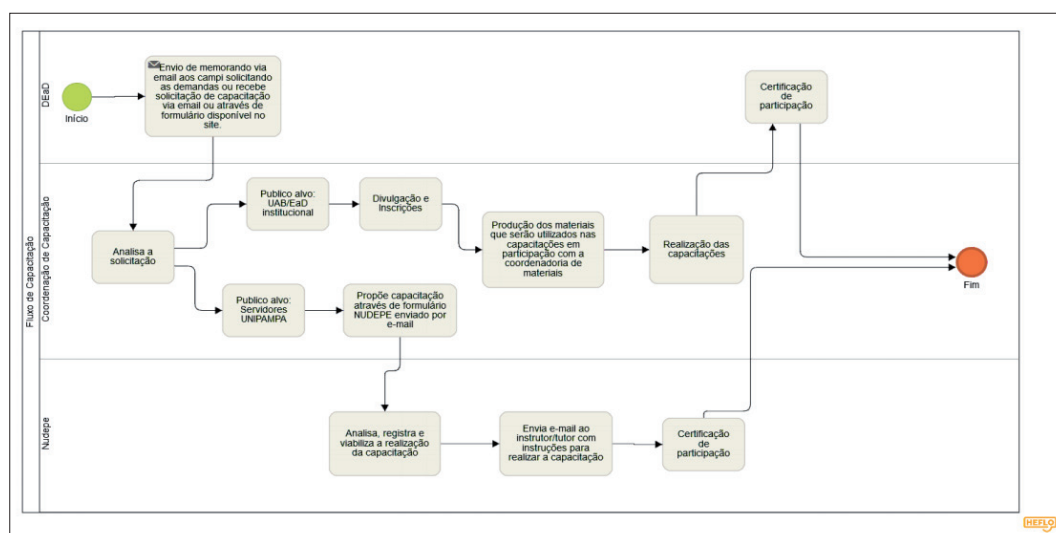 Fluxo de Capacitação
DEaD
Início
Envio de memorando via
email aos campi solicitando
as demandas ou recebe
solicitação de capacitação
via email ou através de
formulário disponível no
site.
Certificação
de
participação
Coordenação de Capacitação
Analisa a
solicitação
Publico alvo:
UAB/EaD
institucional
Divulgação e
Inscrições
Produção dos materiais
que serão utilizados nas
capacitações em
participação com a
coordenadoria de
materiais
Realização das
capacitações
Fim
Publico alvo:
Servidores
UNIPAMPA
Propõe capacitação
através de formulário
NUDEPE enviado por
e-mail
Nudepe
Analisa, registra e
viabiliza a realização
da capacitação
Envia e-mail ao
instrutor/tutor com
instruções para
realizar a capacitação
Certificação
de
participação
HEFLO